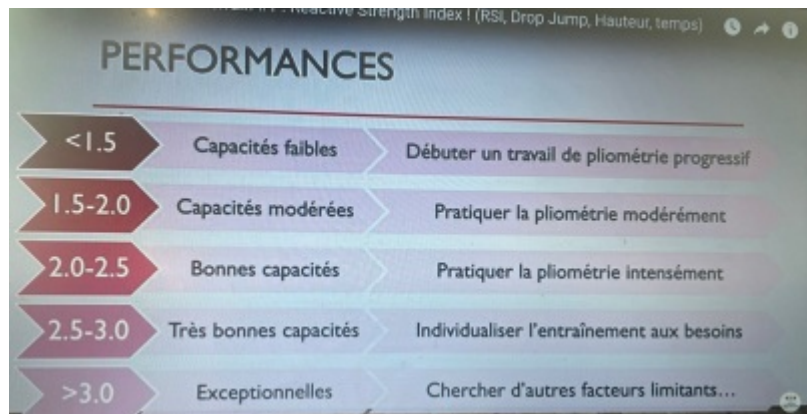 Reactive Strength Index ! (RSI, Drop Jump, Hauteur, temps)
PERFORMANCES
<1.5 Capacités faibles Débuter un travail de pliométrie progressif
1.5-2.0 Capacités modérées Pratiquer la pliométrie modérément
2.0-2.5 Bonnes capacités Pratiquer la pliométrie intensément
2.5-3.0 Très bonnes capacités Individualiser l'entraînement aux besoins
>3.0 Exceptionnelles Chercher d'autres facteurs limitants...